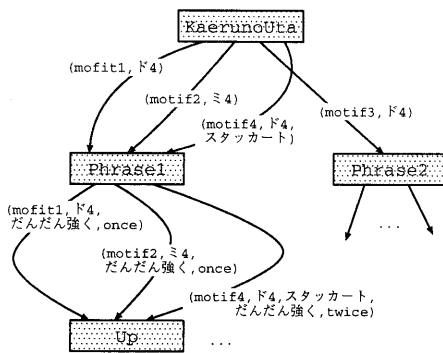 KaerunoUta
(mofit1,ド4)
(motif2,ミ4)
(motif4,ド4,
スタッカート)
(motif3,ド4)
Phrase1
Phrase2
(mofit1,ド4,
だんだん強く,once)
(motif2,ミ4,
だんだん強く,once)
(motif4,ド4,スタッカート,
だんだん強く,twice)
...
Up
...